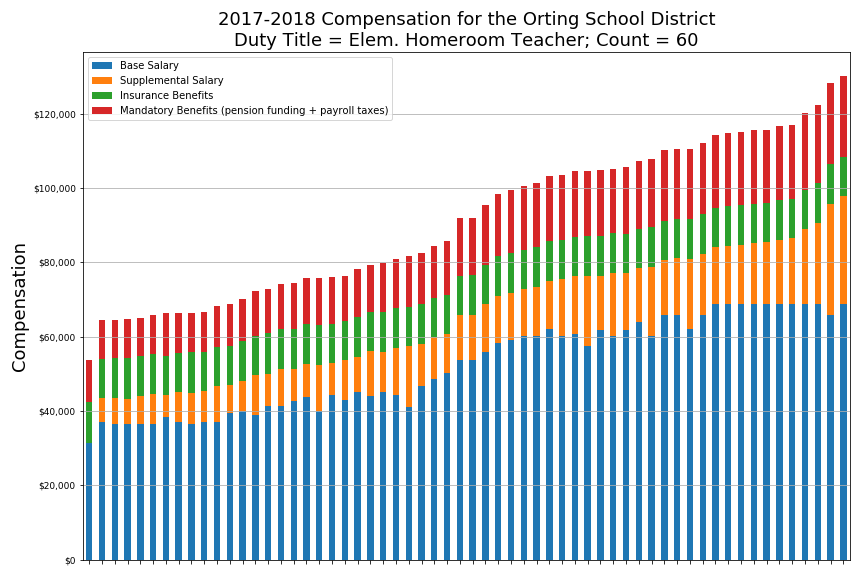 2017-2018 Compensation for the Orting School District
Duty Title = Elem. Homeroom Teacher; Count = 60
Base Salary
Supplemental Salary
Insurance Benefits
Mandatory Benefits (pension funding + payroll taxes)
$120,000
$100,000
$80,000
$60,000
$40,000
$20,000
$0
Compensation